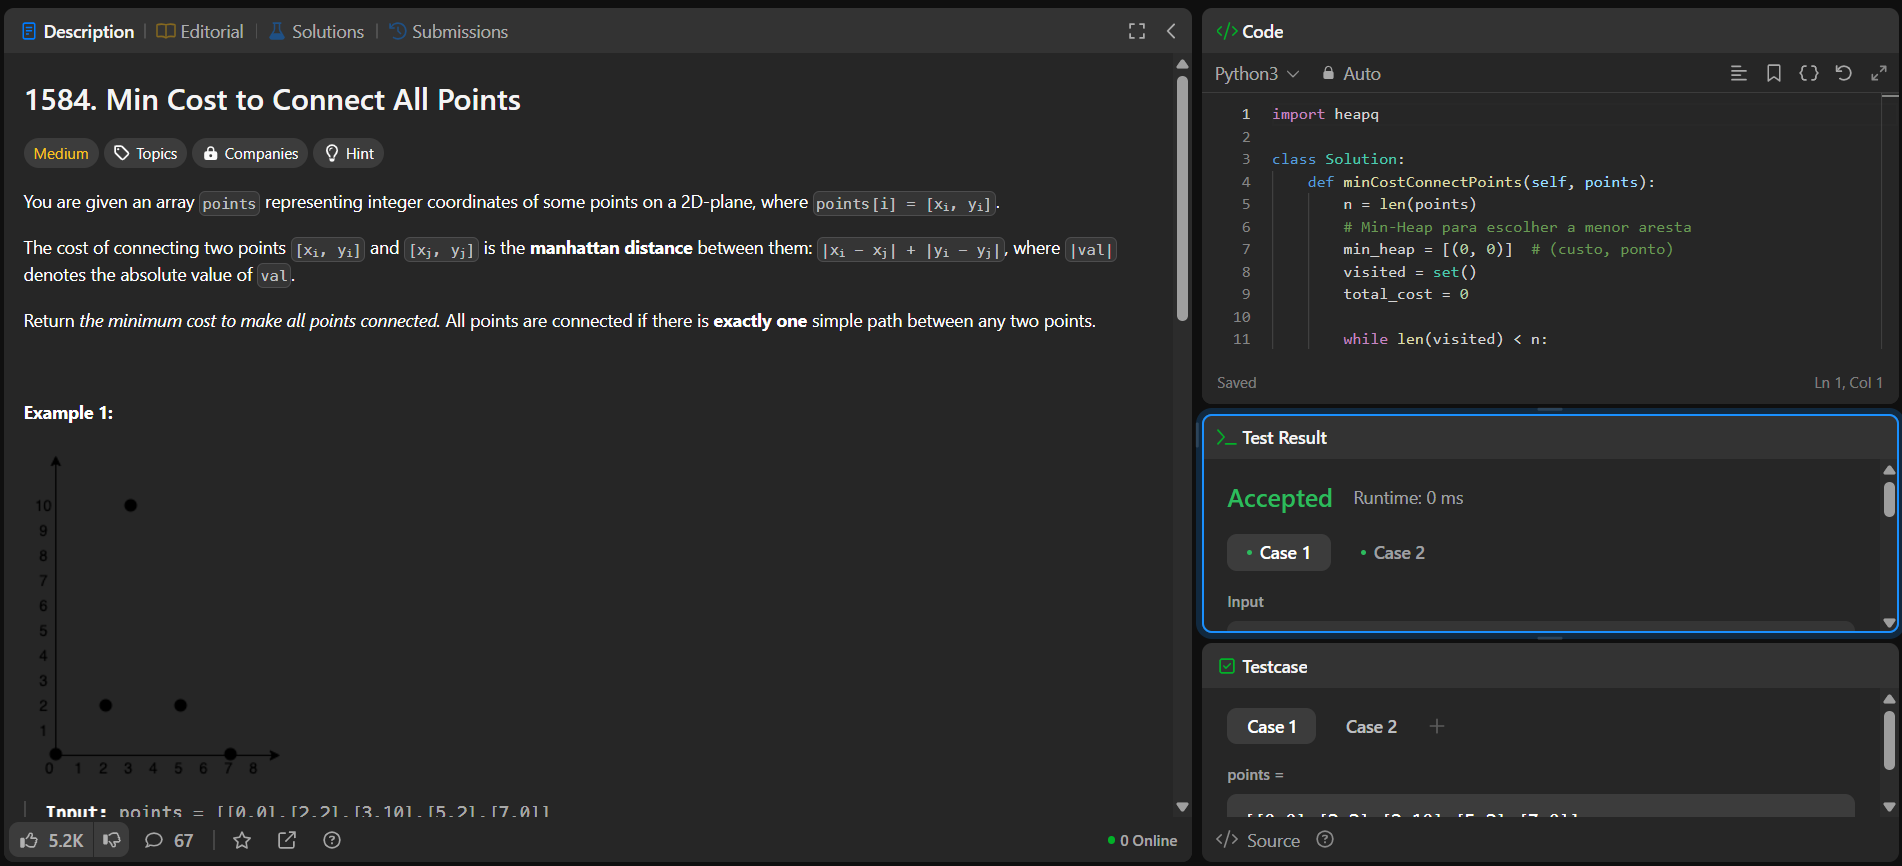 Description
Editorial
Solutions
Submissions
1584. Min Cost to Connect All Points
Medium
Topics
Companies
Hint
You are given an array points representing integer coordinates of some points on a 2D-plane, where points[i] = [xᵢ, yᵢ].
The cost of connecting two points [xᵢ, yᵢ] and [xⱼ, yⱼ] is the manhattan distance between them: |xᵢ - xⱼ| + |yᵢ - yⱼ|, where |val|
denotes the absolute value of val.
Return the minimum cost to make all points connected. All points are connected if there is exactly one simple path between any two points.
Example 1:
10
9
8
7
6
5
4
3
2
1
0 1 2 3 4 5 6 7 8
Input: points = [[0,0],[2,2],[3,10],[5,2],[7,0]]
5.2K
67
0 Online
</> Code
Python3
Auto
1 import heapq
2
3 class Solution:
4 def minCostConnectPoints(self, points):
5 n = len(points)
6 # Min-Heap para escolher a menor aresta
7 min_heap = [(0, 0)]  # (custo, ponto)
8 visited = set()
9 total_cost = 0
10
11 while len(visited) < n:
Saved
Ln 1, Col 1
Test Result
Accepted
Runtime: 0 ms
Case 1
Case 2
Input
Testcase
Case 1
Case 2
points =
[[0,0],[2,2],[3,10],[5,2],[7,0]]
</> Source